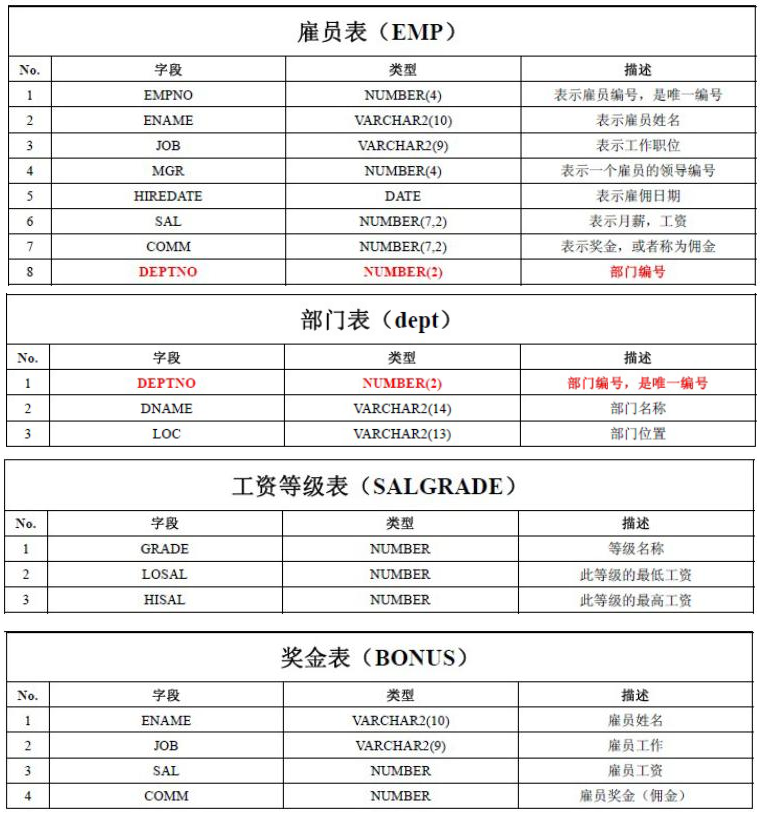 雇员表（EMP）
No. 字段 类型 描述
1 EMPNO NUMBER(4) 表示雇员编号，是唯一编号
2 ENAME VARCHAR2(10) 表示雇员姓名
3 JOB VARCHAR2(9) 表示工作职位
4 MGR NUMBER(4) 表示一个雇员的领导编号
5 HIREDATE DATE 表示雇佣日期
6 SAL NUMBER(7,2) 表示月薪，工资
7 COMM NUMBER(7,2) 表示奖金，或者称为佣金
8 DEPTNO NUMBER(2) 部门编号
部门表（dept）
No. 字段 类型 描述
1 DEPTNO NUMBER(2) 部门编号，是唯一编号
2 DNAME VARCHAR2(14) 部门名称
3 LOC VARCHAR2(13) 部门位置
工资等级表（SALGRADE）
No. 字段 类型 描述
1 GRADE NUMBER 等级名称
2 LOSAL NUMBER 此等级的最低工资
3 HISAL NUMBER 此等级的最高工资
奖金表（BONUS）
No. 字段 类型 描述
1 ENAME VARCHAR2(10) 雇员姓名
2 JOB VARCHAR2(9) 雇员工作
3 SAL NUMBER 雇员工资
4 COMM NUMBER 雇员奖金（佣金）